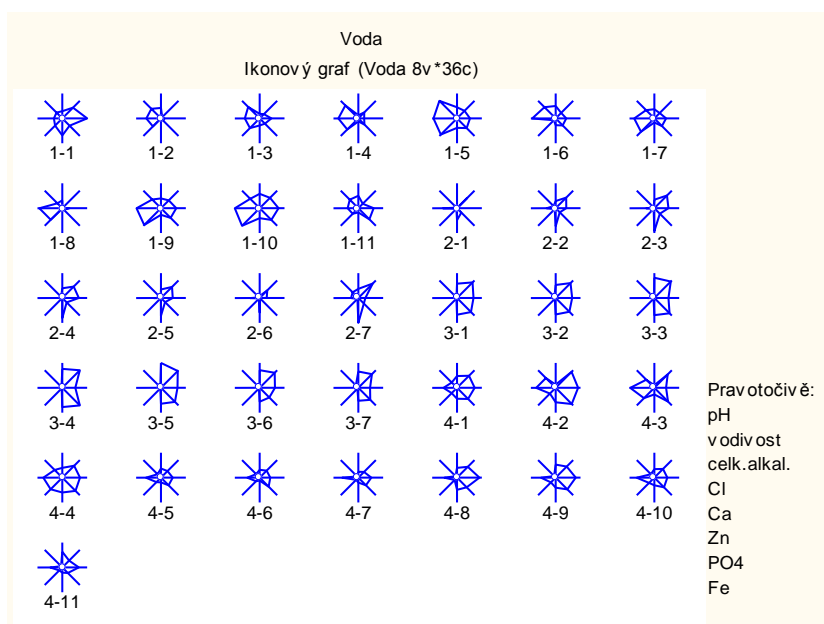 Voda
Ikonový graf (Voda 8v*36c)
1-1 1-2 1-3 1-4 1-5 1-6 1-7
1-8 1-9 1-10 1-11 2-1 2-2 2-3
2-4 2-5 2-6 2-7 3-1 3-2 3-3
3-4 3-5 3-6 3-7 4-1 4-2 4-3
4-4 4-5 4-6 4-7 4-8 4-9 4-10
4-11
Pravotočivě:
pH
vodivost
celk.alkal.
Cl
Ca
Zn
PO4
Fe